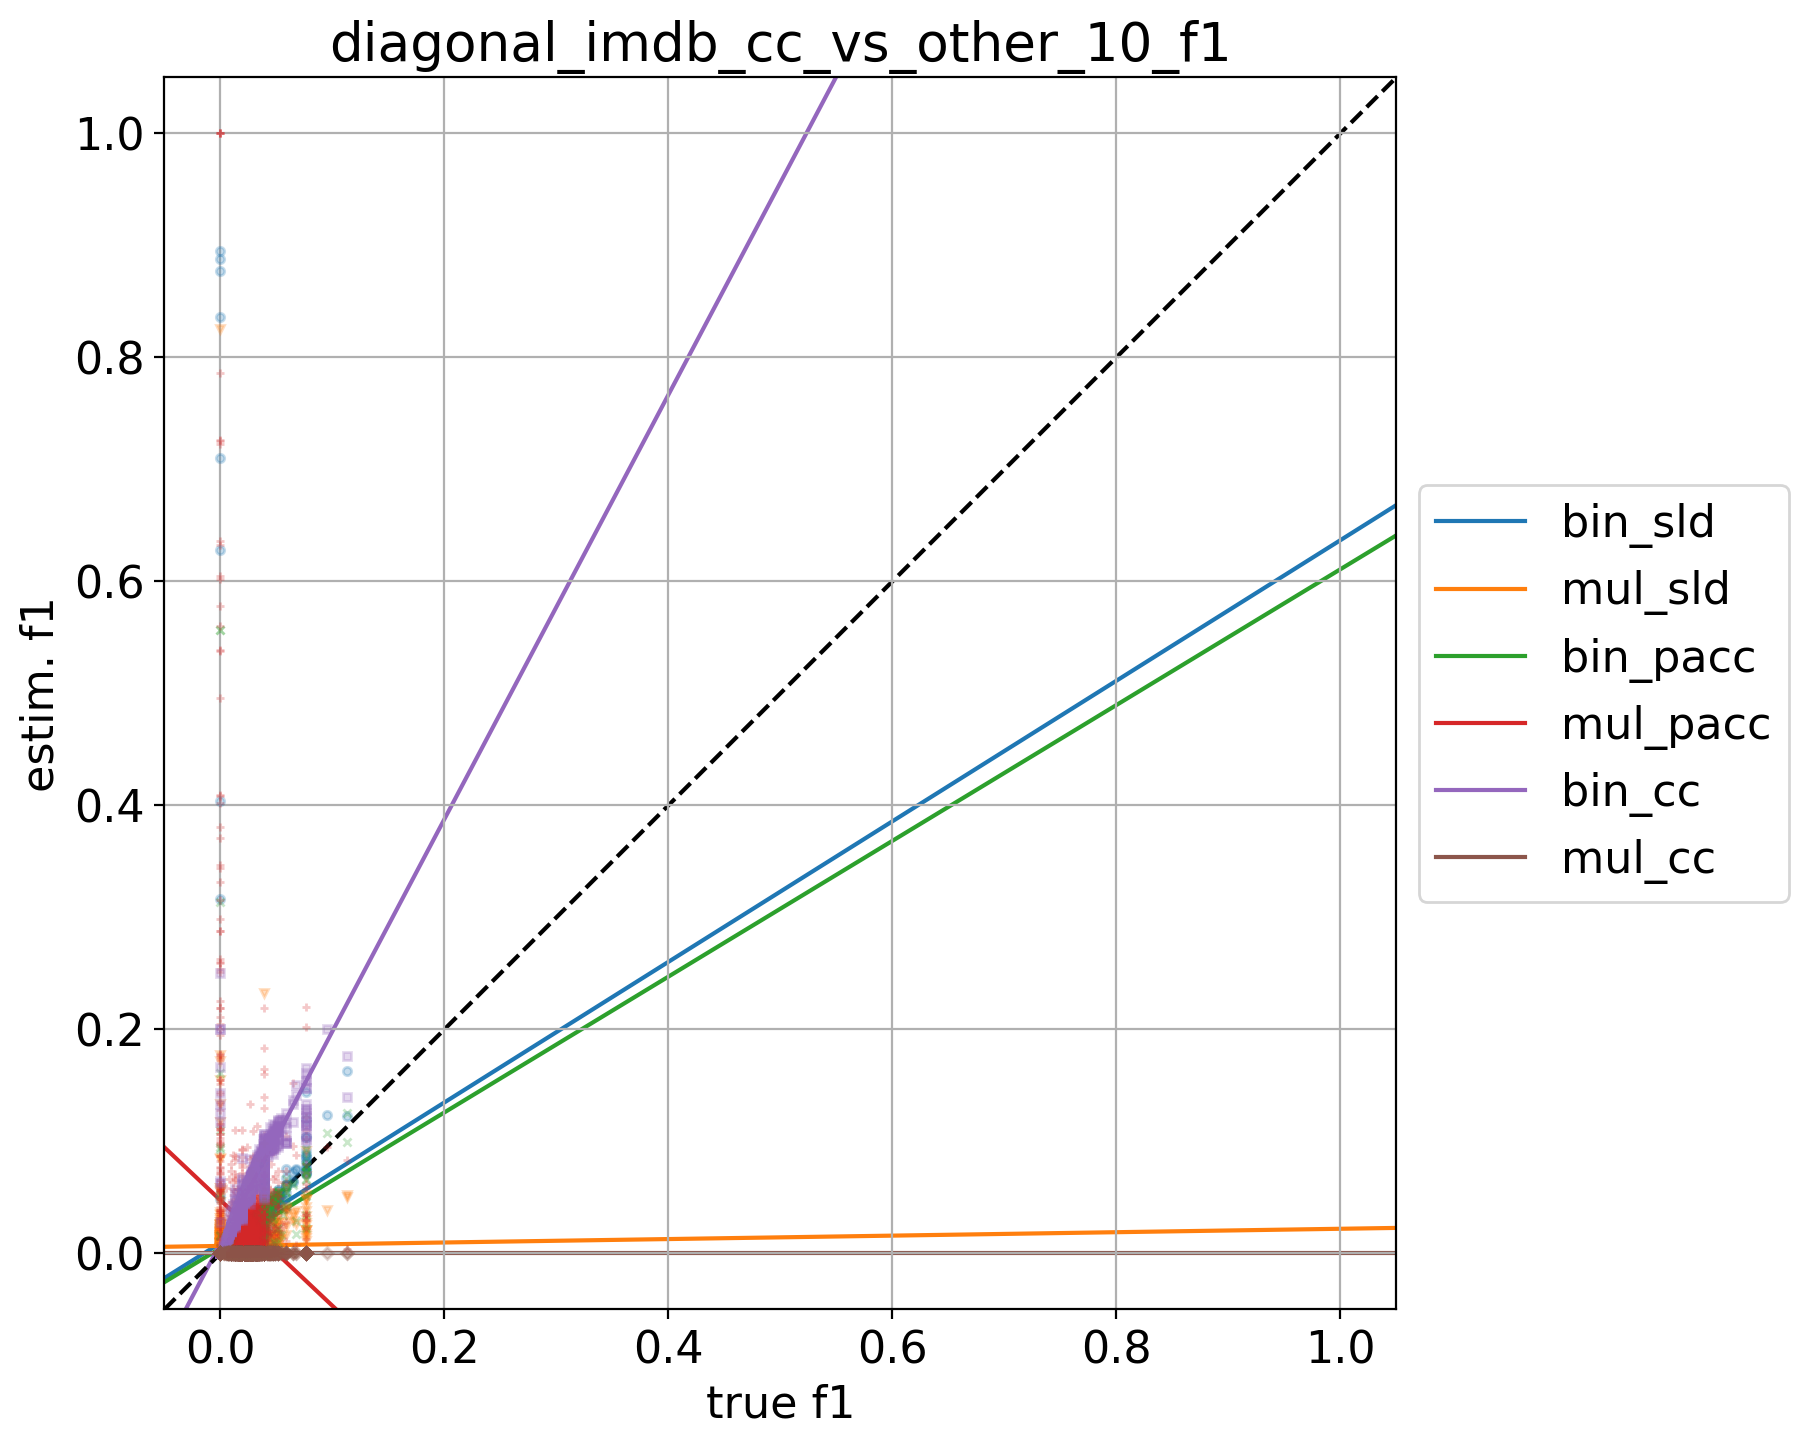 diagonal_imdb_cc_vs_other_10_f1
1.0
0.8
0.6
0.4
0.2
0.0
estim. f1
0.0 0.2 0.4 0.6 0.8 1.0
true f1
bin_sld
mul_sld
bin_pacc
mul_pacc
bin_cc
mul_cc